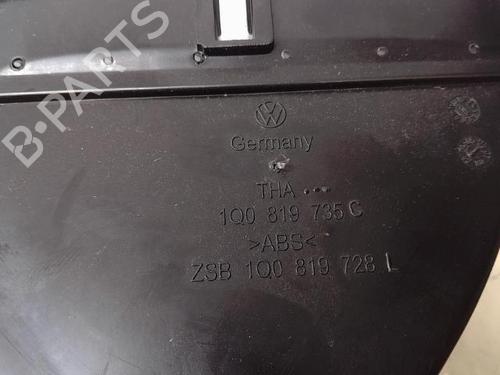 B-PARTS
Germany
THA
1Q0 819 735 C
>ABS<
ZSB 1Q0 819 728 L